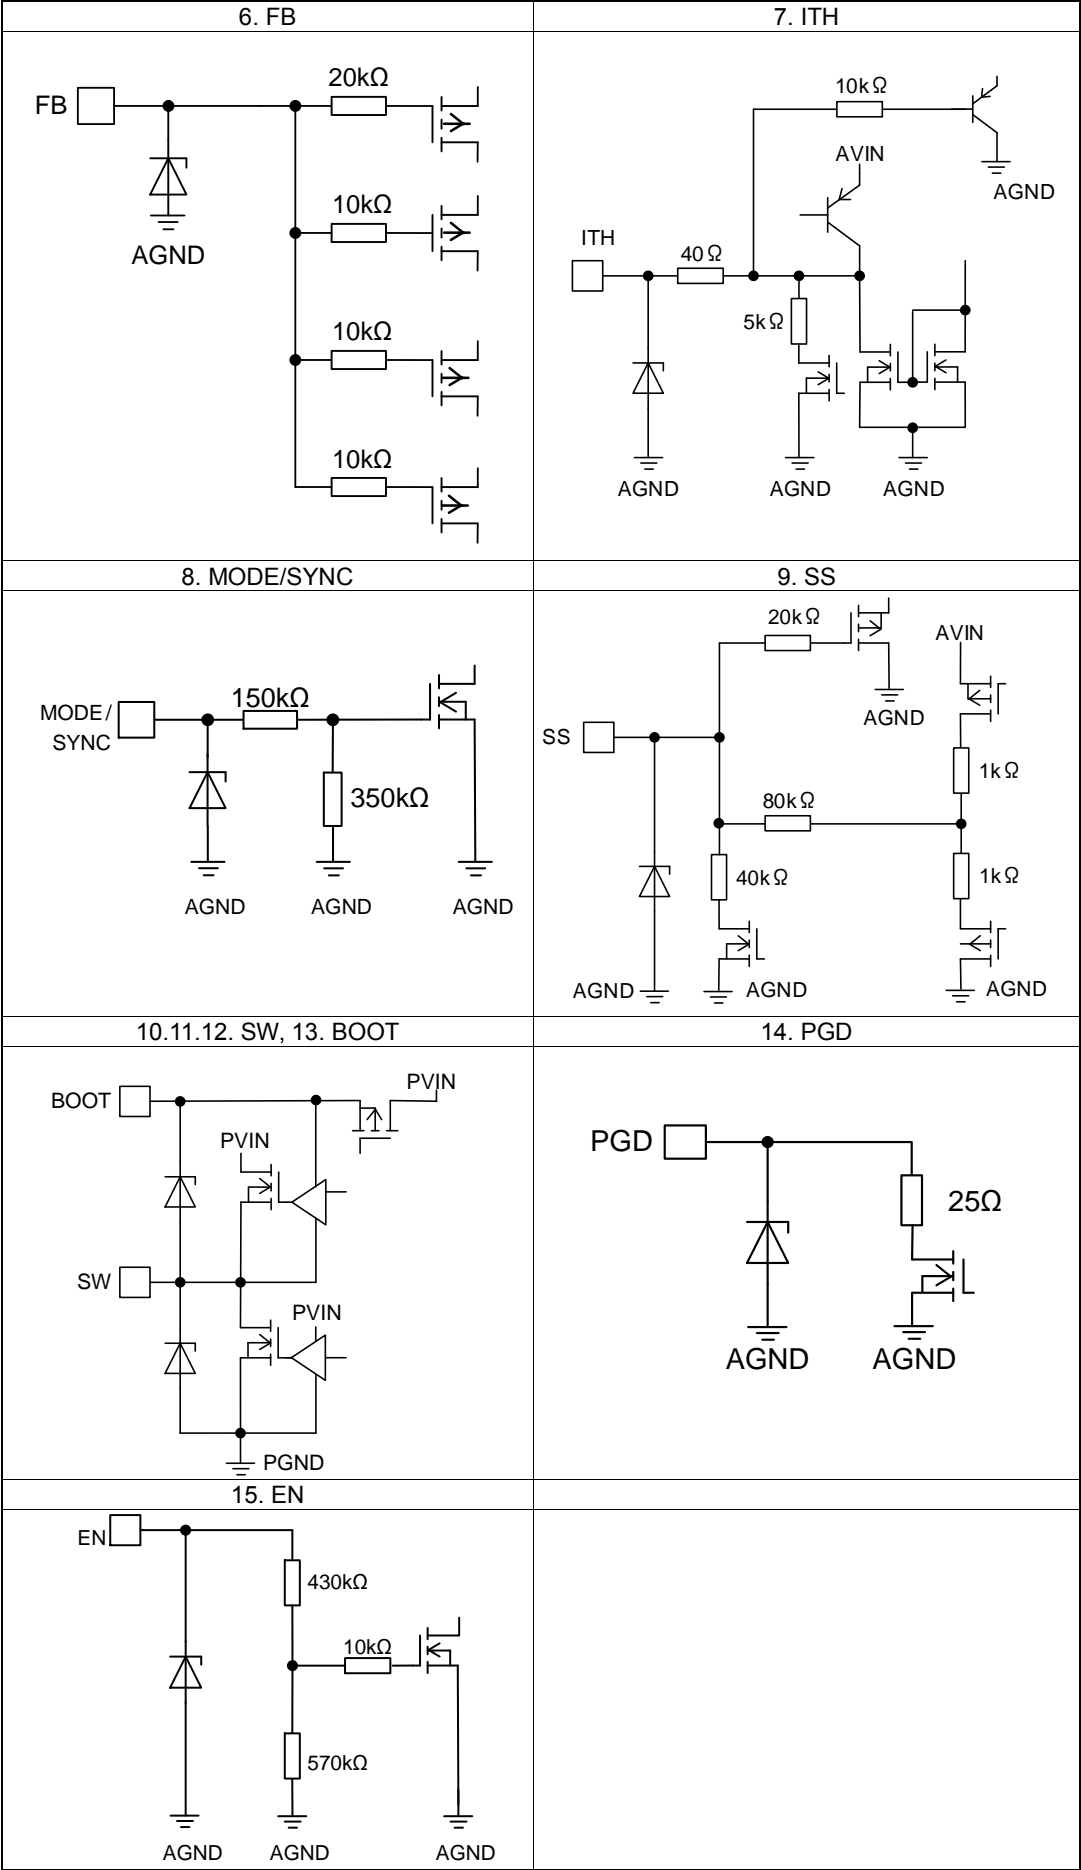 6. FB
7. ITH
FB
20kΩ
10kΩ
10kΩ
10kΩ
AGND
10kΩ
AVIN
AGND
ITH
40Ω
5kΩ
AGND
AGND
AGND
8. MODE/SYNC
9. SS
MODE/
SYNC
150kΩ
350kΩ
AGND
AGND
AGND
20kΩ
AVIN
AGND
SS
1kΩ
80kΩ
40kΩ
1kΩ
AGND
AGND
AGND
10.11.12. SW, 13. BOOT
14. PGD
BOOT
PVIN
PVIN
SW
PVIN
PGND
PGD
25Ω
AGND
AGND
15. EN
EN
430kΩ
10kΩ
570kΩ
AGND
AGND
AGND